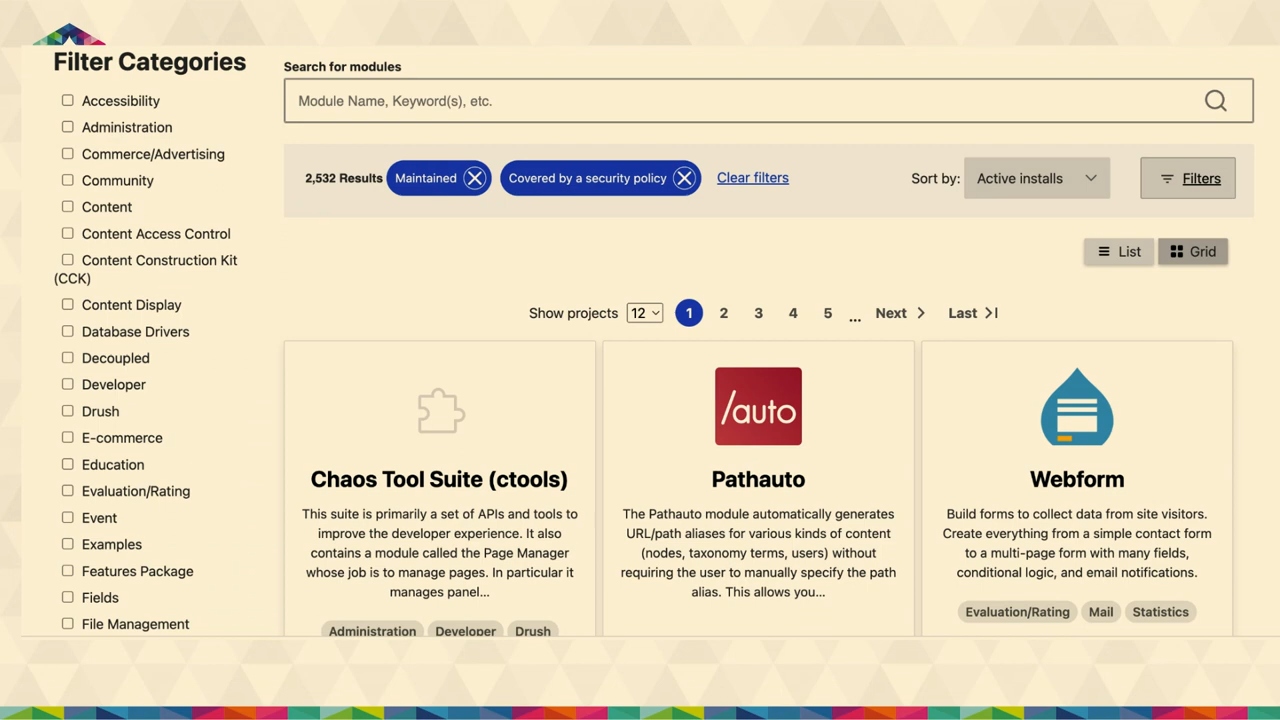 Filter Categories
Accessibility
Administration
Commerce/Advertising
Community
Content
Content Access Control
Content Construction Kit
(CCK)
Content Display
Database Drivers
Decoupled
Developer
Drush
E-commerce
Education
Evaluation/Rating
Event
Examples
Features Package
Fields
File Management
Search for modules
Module Name, Keyword(s), etc.
2,532 Results Maintained Covered by a security policy Clear filters Sort by: Active installs Filters
List Grid
Show projects 12 1 2 3 4 5 ... Next Last
Chaos Tool Suite (ctools)
This suite is primarily a set of APIs and tools to
improve the developer experience. It also
contains a module called the Page Manager
whose job is to manage pages. In particular it
manages panel...
Administration Developer Drush
/auto
Pathauto
The Pathauto module automatically generates
URL/path aliases for various kinds of content
(nodes, taxonomy terms, users) without
requiring the user to manually specify the path
alias. This allows you...
Webform
Build forms to collect data from site visitors.
Create everything from a simple contact form
to a multi-page form with many fields,
conditional logic, and email notifications.
Evaluation/Rating Mail Statistics